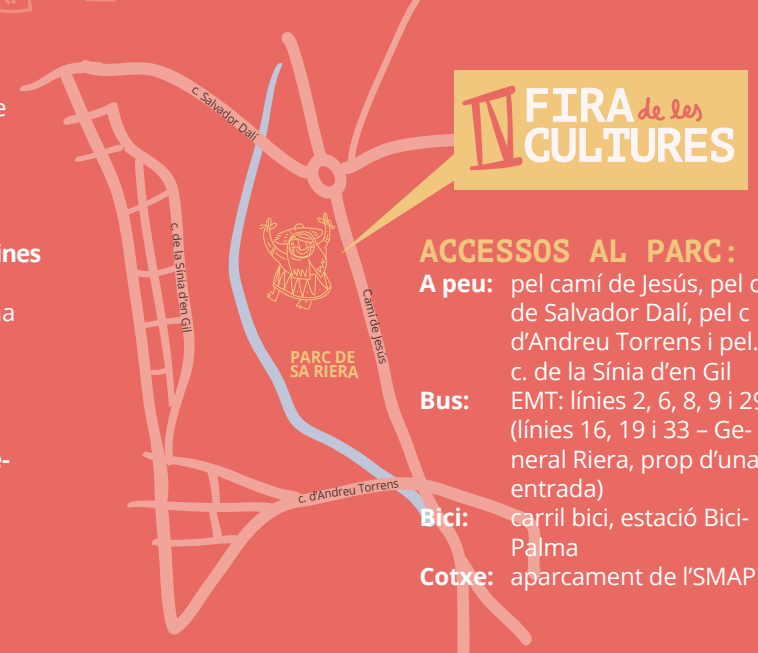 e
ines
na
e-
c. Salvador Dalí
c. de la Sínia d'en Gil
Camí de Jesús
PARC DE
SA RIERA
c. d'Andreu Torrens
IV FIRA de les
CULTURES
ACCESSOS AL PARC:
A peu: pel camí de Jesús, pel c
de Salvador Dalí, pel c
d'Andreu Torrens i pel.
c. de la Sínia d'en Gil
Bus: EMT: línies 2, 6, 8, 9 i 29
(línies 16, 19 i 33 – Ge-
neral Riera, prop d'una
entrada)
Bici: carril bici, estació Bici-
Palma
Cotxe: aparcament de l'SMAP